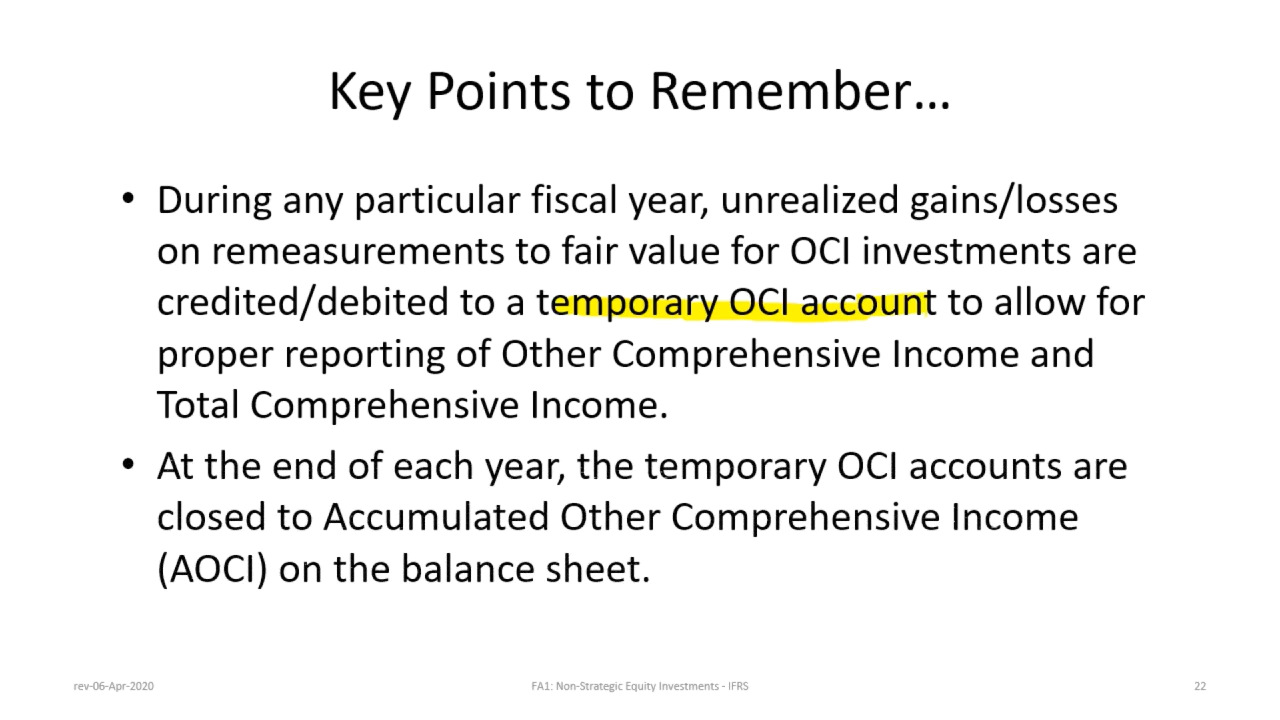 Key Points to Remember…
• During any particular fiscal year, unrealized gains/losses
on remeasurements to fair value for OCI investments are
credited/debited to a temporary OCI account to allow for
proper reporting of Other Comprehensive Income and
Total Comprehensive Income.
• At the end of each year, the temporary OCI accounts are
closed to Accumulated Other Comprehensive Income
(AOCI) on the balance sheet.
rev-06-Apr-2020
FA1: Non-Strategic Equity Investments - IFRS
22